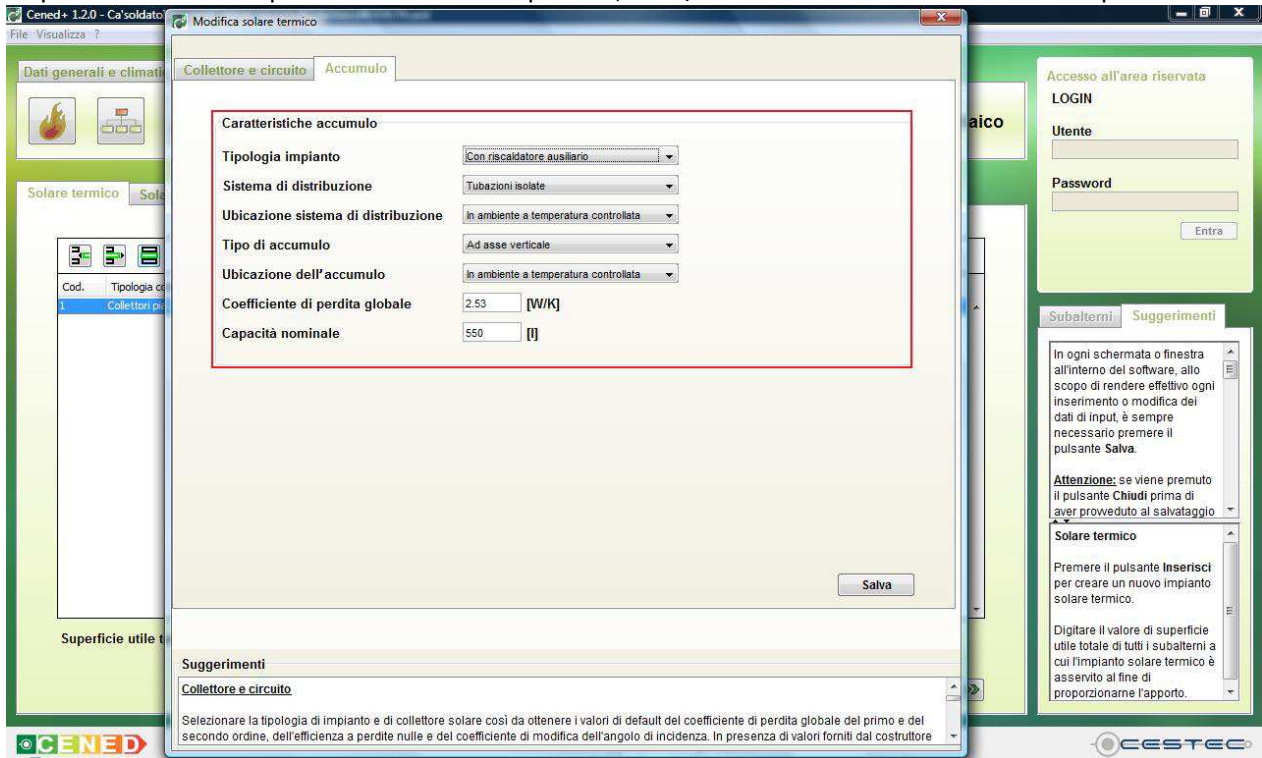 Cened+ 1.2.0 - Ca'soldato
File Visualizza ?
Dati generali e climati
Solare termico
Sola
Cod.
Tipologia co
1
Collettori pia
Superficie utile t
CENED
Modifica solare termico
Collettore e circuito
Accumulo
Caratteristiche accumulo
Tipologia impianto
Con riscaldatore ausiliario
Sistema di distribuzione
Tubazioni isolate
Ubicazione sistema di distribuzione
In ambiente a temperatura controllata
Tipo di accumulo
Ad asse verticale
Ubicazione dell'accumulo
In ambiente a temperatura controllata
Coefficiente di perdita globale
2.53 [W/K]
Capacità nominale
550 [l]
Salva
Suggerimenti
Collettore e circuito
Selezionare la tipologia di impianto e di collettore solare così da ottenere i valori di default del coefficiente di perdita globale del primo e del
secondo ordine, dell'efficienza a perdite nulle e del coefficiente di modifica dell'angolo di incidenza. In presenza di valori forniti dal costruttore
aico
Accesso all'area riservata
LOGIN
Utente
Password
Entra
Subalterni
Suggerimenti
In ogni schermata o finestra
all'interno del software, allo
scopo di rendere effettivo ogni
inserimento o modifica dei
dati di input, è sempre
necessario premere il
pulsante Salva.
Attenzione: se viene premuto
il pulsante Chiudi prima di
aver provveduto al salvataggio
Solare termico
Premere il pulsante Inserisci
per creare un nuovo impianto
solare termico.
Digitare il valore di superficie
utile totale di tutti i subalterni a
cui l'impianto solare termico è
asservito al fine di
proporzionarne l'apporto.
CESTEC